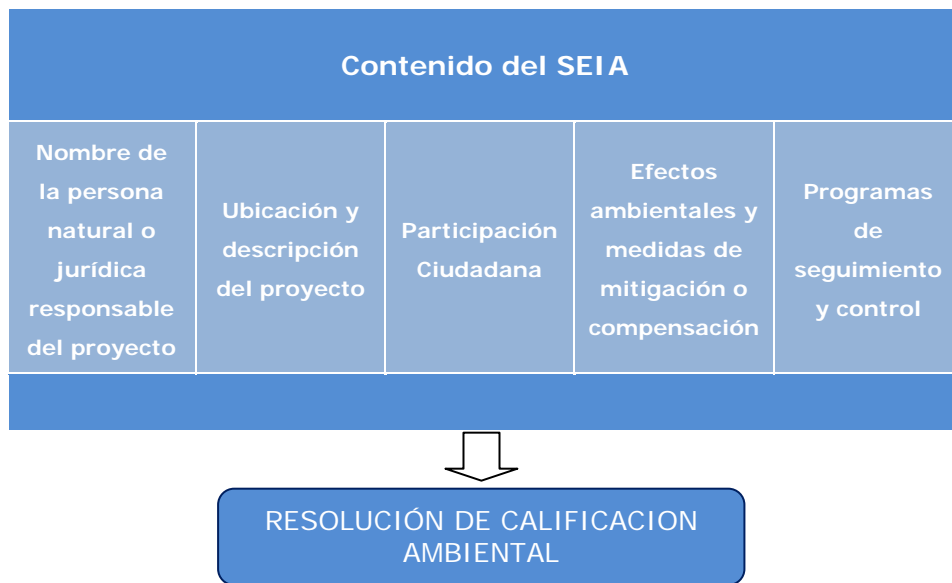 Contenido del SEIA
Nombre de
la persona
natural o
jurídica
responsable
del proyecto
Ubicación y
descripción
del proyecto
Participación
Ciudadana
Efectos
ambientales y
medidas de
mitigación o
compensación
Programas
de
seguimiento
y control
RESOLUCIÓN DE CALIFICACION
AMBIENTAL